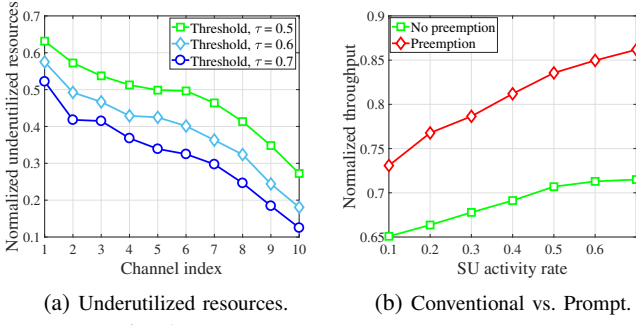 Normalized underutilized resources
0.7
0.6
0.5
0.4
0.3
0.2
0.1
Threshold, τ = 0.5
Threshold, τ = 0.6
Threshold, τ = 0.7
1 2 3 4 5 6 7 8 9 10
Channel index
(a) Underutilized resources.
Normalized throughput
0.9
0.85
0.8
0.75
0.7
0.65
No preemption
Preemption
0.1 0.2 0.3 0.4 0.5 0.6
SU activity rate
(b) Conventional vs. Prompt.